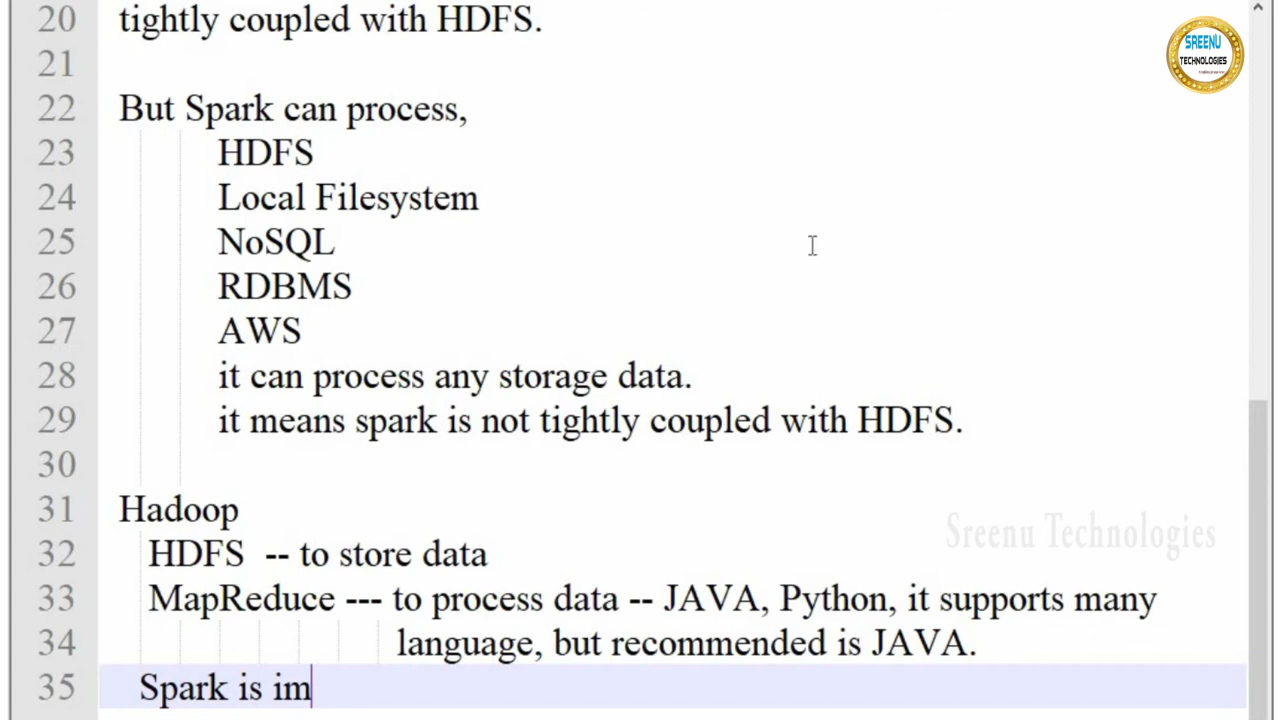 20 tightly coupled with HDFS.
21
22 But Spark can process,
23 HDFS
24 Local Filesystem
25 NoSQL
26 RDBMS
27 AWS
28 it can process any storage data.
29 it means spark is not tightly coupled with HDFS.
30
31 Hadoop
32 HDFS -- to store data
33 MapReduce --- to process data -- JAVA, Python, it supports many
34 language, but recommended is JAVA.
35 Spark is im
SREENU
TECHNOLOGIES
Sreenu Technologies